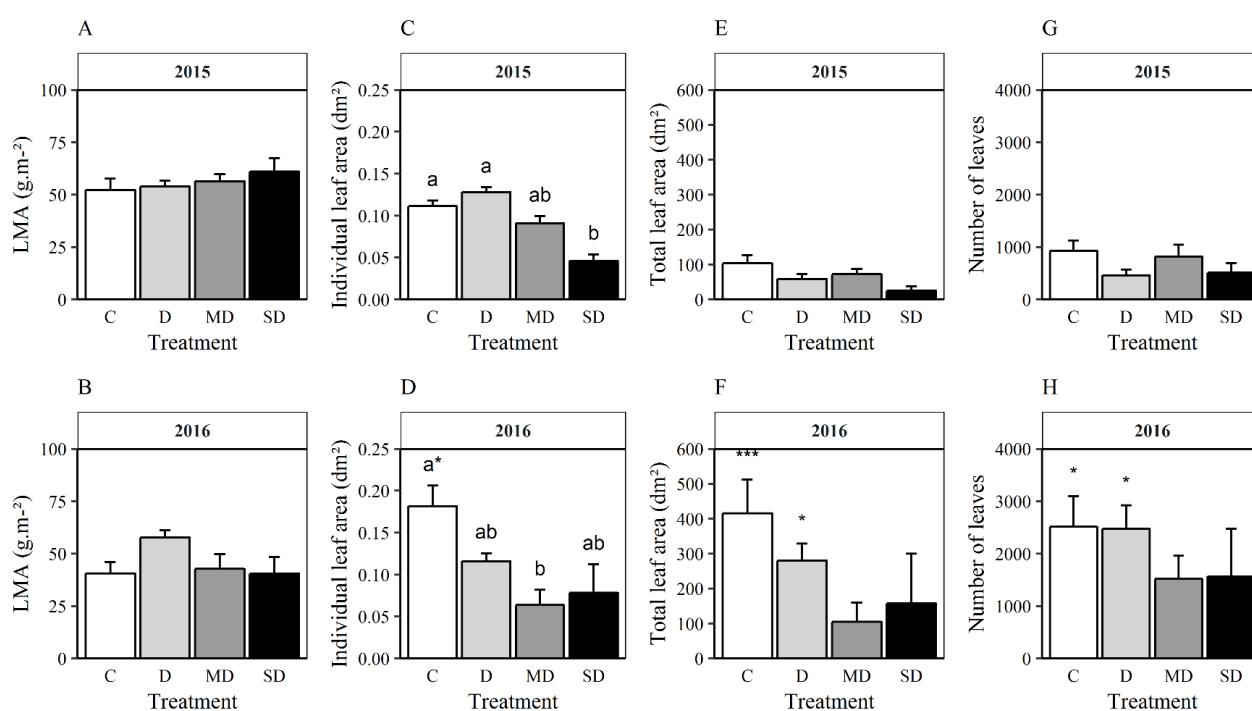 A
2015
LMA (g.m-²)
100
75
50
25
0
C D MD SD
Treatment
C
2015
Individual leaf area (dm²)
0.25
0.20
0.15
0.10
0.05
0.00
a a ab b
C D MD SD
Treatment
E
2015
Total leaf area (dm²)
600
500
400
300
200
100
0
C D MD SD
Treatment
G
2015
Number of leaves
4000
3000
2000
1000
0
C D MD SD
Treatment
B
2016
LMA (g.m-²)
100
75
50
25
0
C D MD SD
Treatment
D
2016
Individual leaf area (dm²)
0.25
0.20
0.15
0.10
0.05
0.00
a* ab b ab
C D MD SD
Treatment
F
2016
Total leaf area (dm²)
600
500
400
300
200
100
0
*** *
C D MD SD
Treatment
H
2016
Number of leaves
4000
3000
2000
1000
0
* *
C D MD SD
Treatment